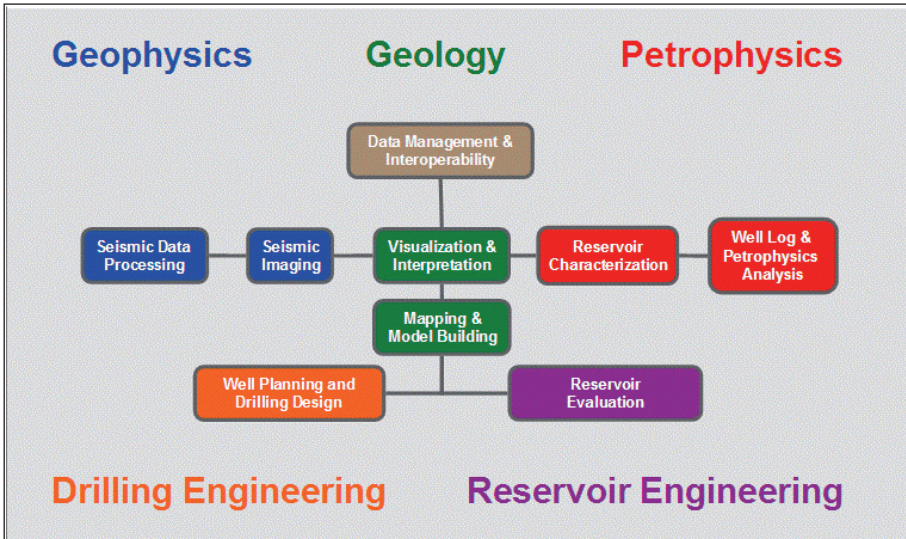 Geophysics
Geology
Petrophysics
Data Management &
Interoperability
Seismic Data
Processing
Seismic
Imaging
Visualization &
Interpretation
Reservoir
Characterization
Well Log &
Petrophysics
Analysis
Mapping &
Model Building
Well Planning and
Drilling Design
Reservoir
Evaluation
Drilling Engineering
Reservoir Engineering